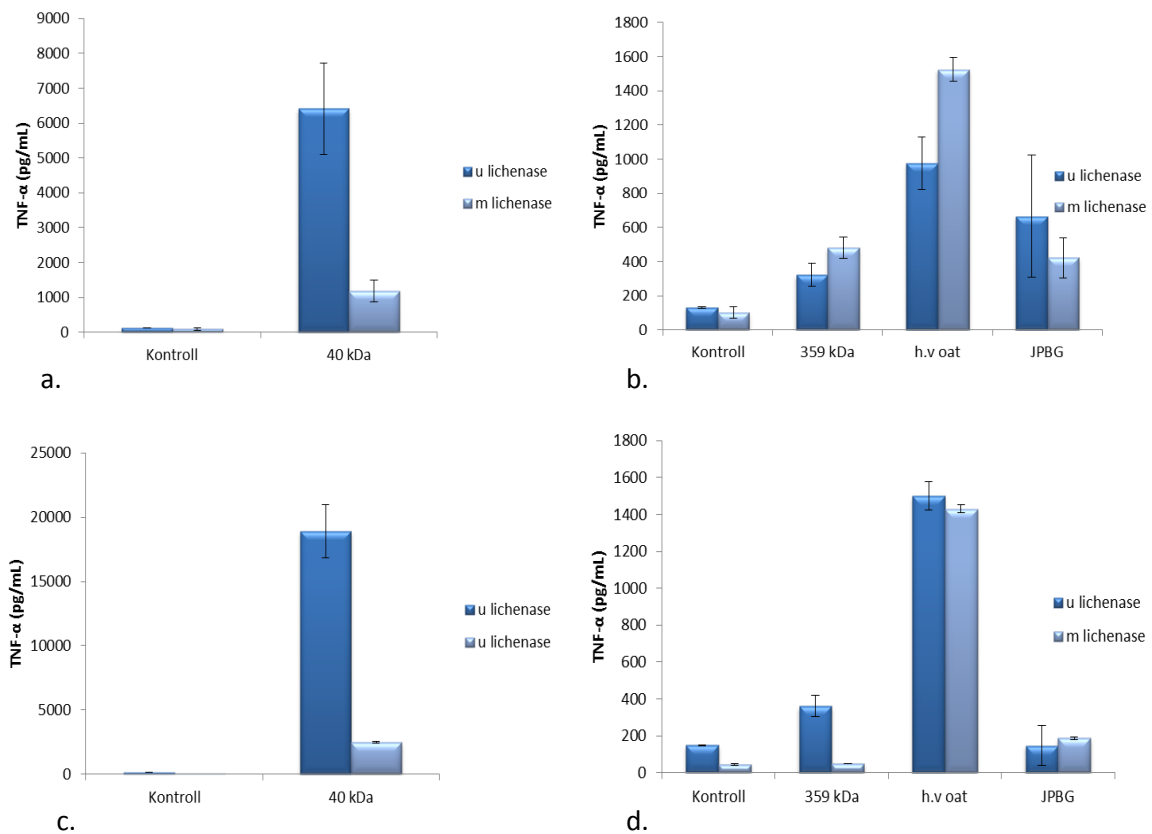 9000
8000
7000
6000
5000
4000
3000
2000
1000
0
TNF-α (pg/mL)
Kontroll
40 kDa
u lichenase
m lichenase
a.
1800
1600
1400
1200
1000
800
600
400
200
0
TNF-α (pg/mL)
Kontroll
359 kDa
h.v oat
JPBG
u lichenase
m lichenase
b.
25000
20000
15000
10000
5000
0
TNF-α (pg/mL)
Kontroll
40 kDa
u lichenase
u lichenase
c.
1800
1600
1400
1200
1000
800
600
400
200
0
TNF-α (pg/mL)
Kontroll
359 kDa
h.v oat
JPBG
u lichenase
m lichenase
d.